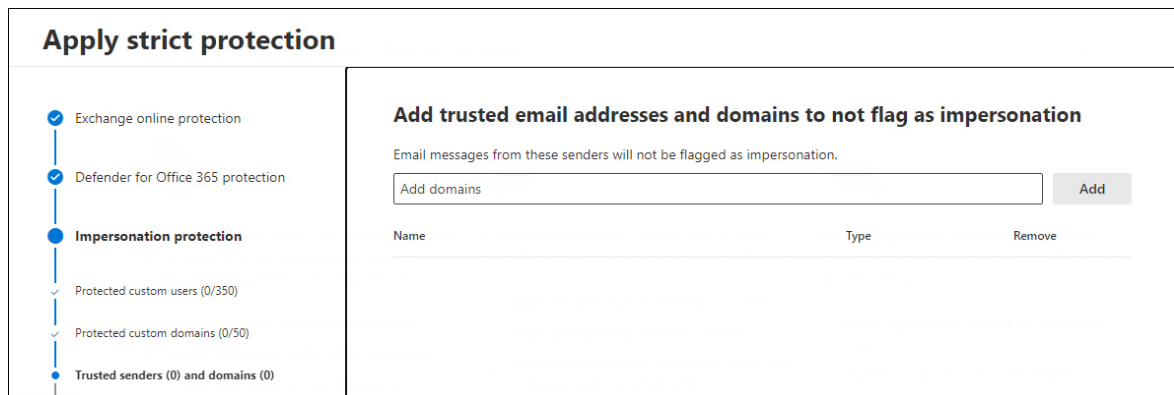 Apply strict protection
Exchange online protection
Defender for Office 365 protection
Impersonation protection
Protected custom users (0/350)
Protected custom domains (0/50)
Trusted senders (0) and domains (0)
Add trusted email addresses and domains to not flag as impersonation
Email messages from these senders will not be flagged as impersonation.
Add domains
Add
Name Type Remove